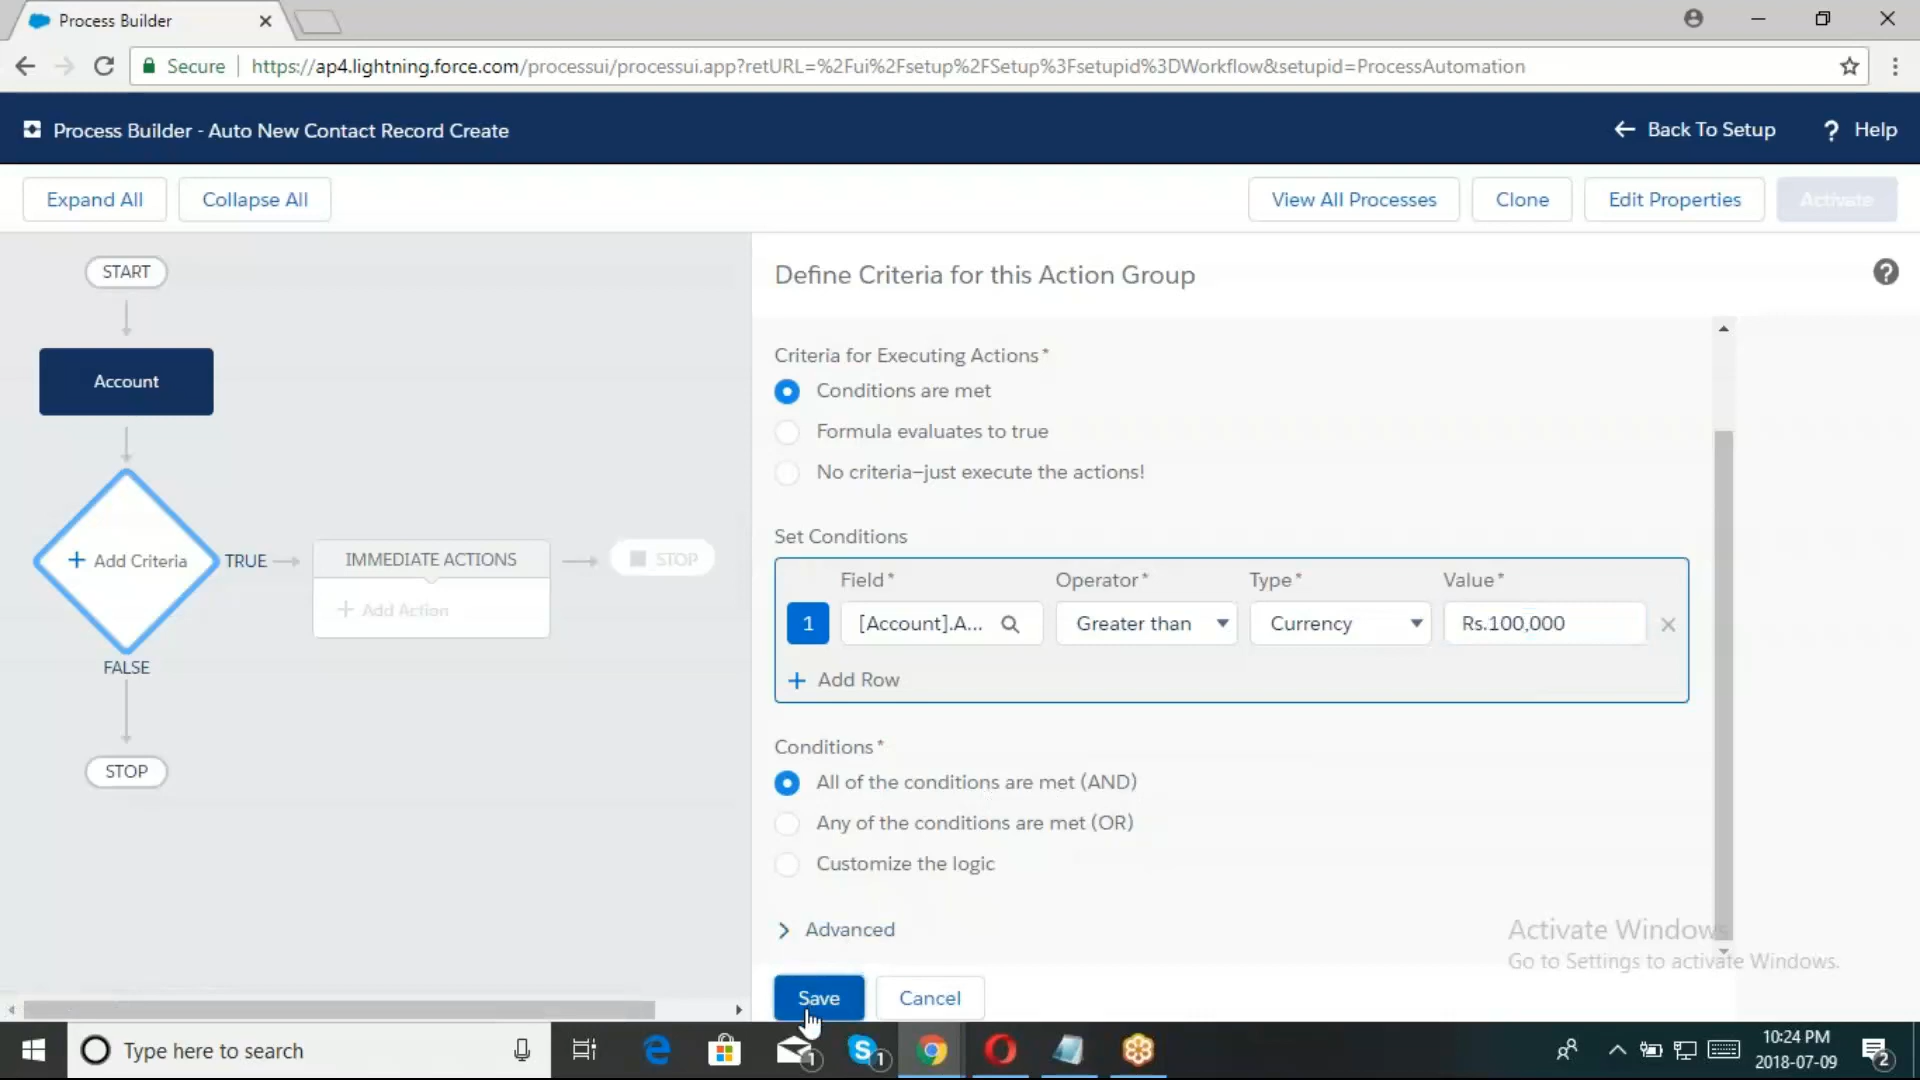 Process Builder
Secure
https://ap4.lightning.force.com/processui/processui.app?retURL=%2Fui%2Fsetup%2FSetup%3Fsetupid%3DWorkflow&setupid=ProcessAutomation
Process Builder - Auto New Contact Record Create
Back To Setup
? Help
Expand All
Collapse All
View All Processes
Clone
Edit Properties
Activate
START
Account
+ Add Criteria
TRUE
IMMEDIATE ACTIONS
+ Add Action
STOP
FALSE
STOP
Define Criteria for this Action Group
?
Criteria for Executing Actions*
Conditions are met
Formula evaluates to true
No criteria—just execute the actions!
Set Conditions
Field* Operator* Type* Value*
1 [Account].A... Greater than Currency Rs.100,000
+ Add Row
Conditions*
All of the conditions are met (AND)
Any of the conditions are met (OR)
Customize the logic
Advanced
Activate Windows
Go to Settings to activate Windows.
Save
Cancel
Type here to search
1
1
10:24 PM
2018-07-09
2